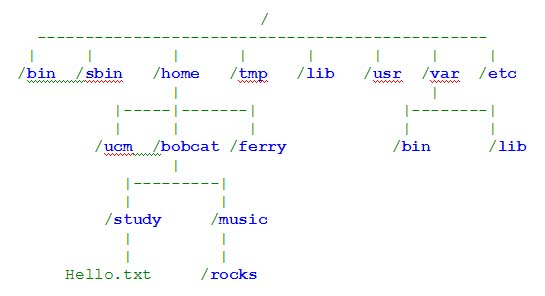 /
/bin /sbin /home /tmp /lib /usr /var /etc
/ucm /bobcat /ferry /bin /lib
/study /music
Hello.txt /rocks